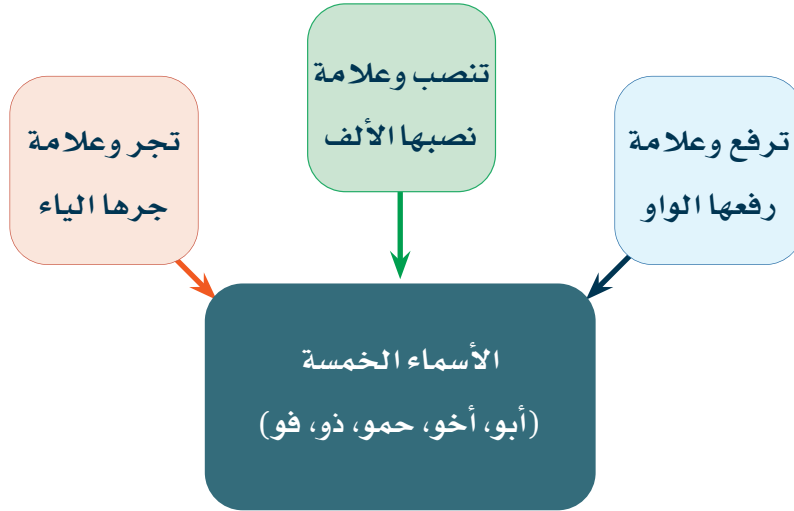 ترفع وعلامة
رفعها الواو
تنصب وعلامة
نصبها الألف
تجر وعلامة
جرها الياء
الأسماء الخمسة
(أبو، أخو، حمو، ذو، فو)